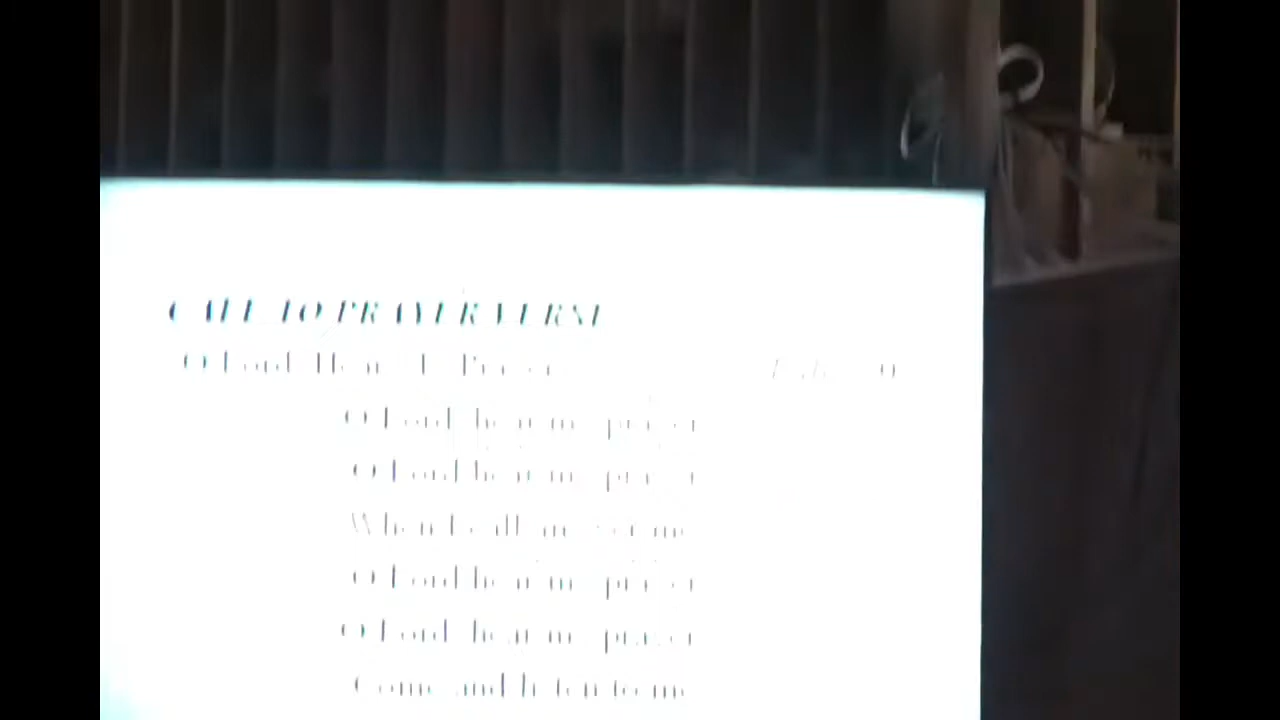 CALL TO PRAYER VERSE
O Lord Hear My Prayer
O Lord hear my prayer
O Lord hear my prayer
When I call answer me
O Lord hear my prayer
O Lord hear my prayer
Come and listen to me